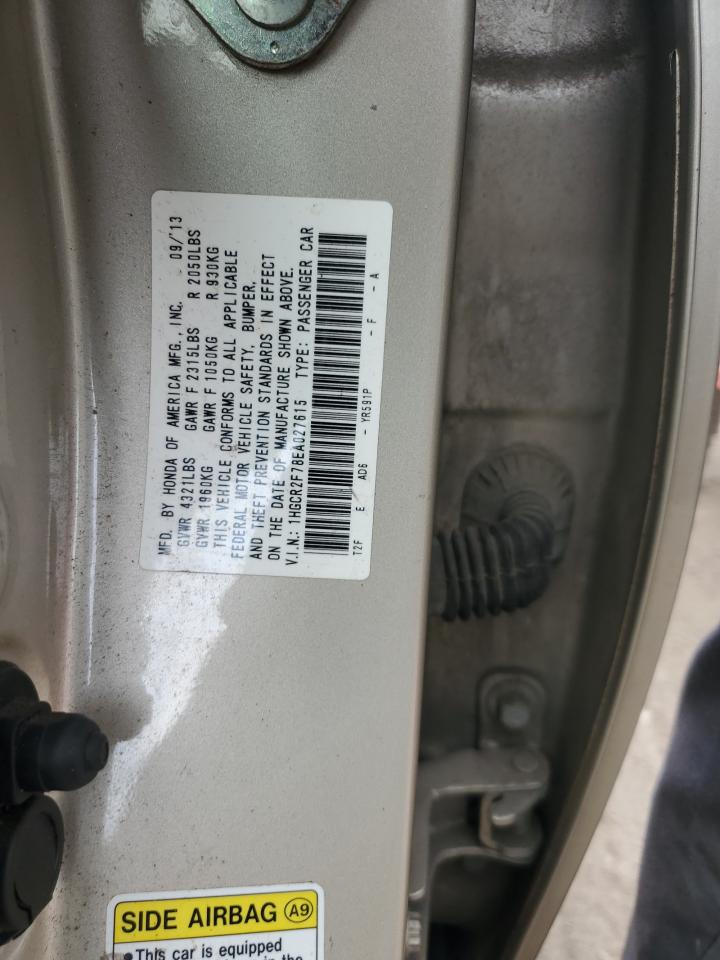 MFD. BY HONDA OF AMERICA MFG., INC. 09/'13
GVWR 4321LBS GAWR F 2315LBS R 2050LBS
GVWR 1960KG GAWR F 1050KG R 930KG
THIS VEHICLE CONFORMS TO ALL APPLICABLE
FEDERAL MOTOR VEHICLE SAFETY, BUMPER,
AND THEFT PREVENTION STANDARDS IN EFFECT
ON THE DATE OF MANUFACTURE SHOWN ABOVE.
V.I.N.: 1HGCR2F78EA027615 TYPE: PASSENGER CAR
T2F E AD6 - YR591P - F - A
SIDE AIRBAG A9
• This car is equipped
in the